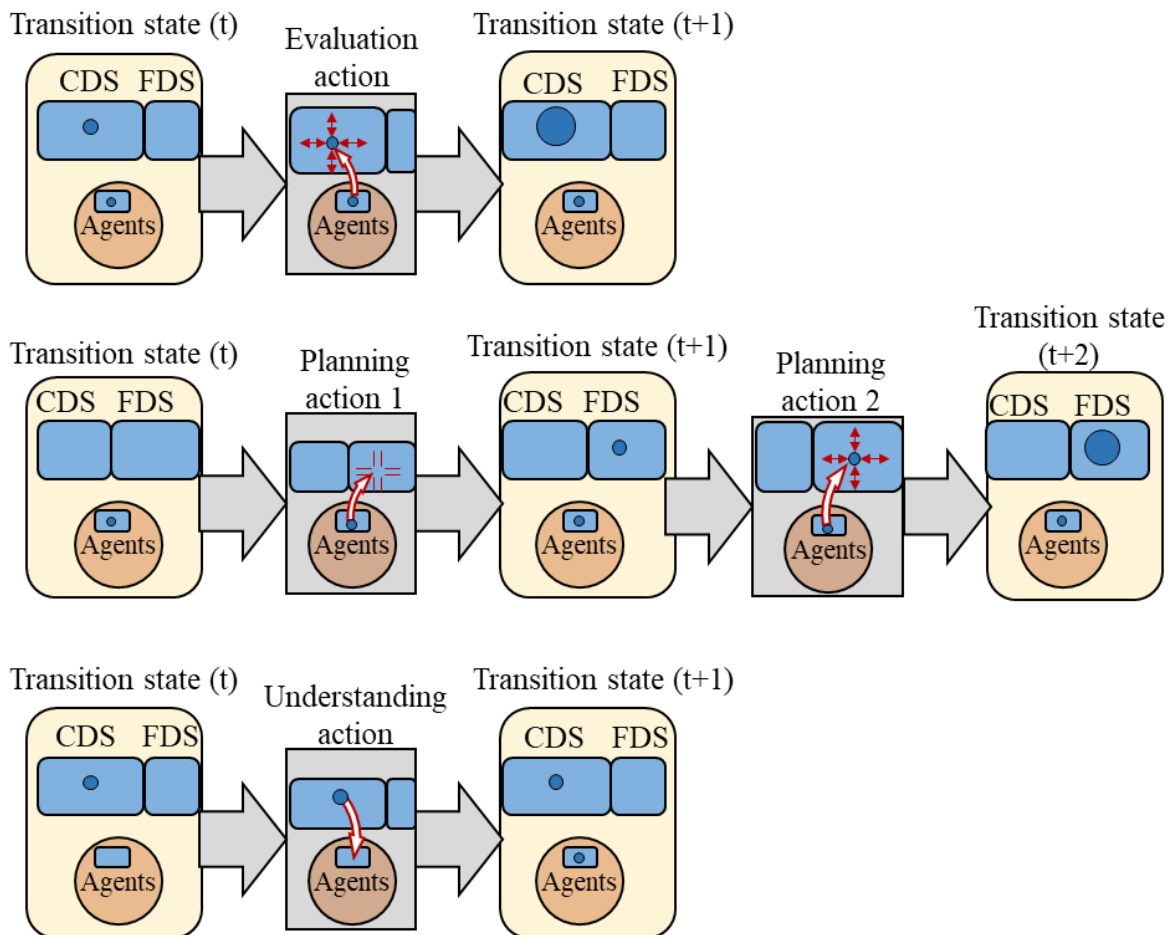 Transition state (t)
Evaluation
action
Transition state (t+1)
CDS FDS
CDS FDS
Agents
Agents
Agents
Transition state (t)
Planning
action 1
Transition state (t+1)
Planning
action 2
Transition state
(t+2)
CDS FDS
CDS FDS
CDS FDS
Agents
Agents
Agents
Agents
Agents
Transition state (t)
Understanding
action
Transition state (t+1)
CDS FDS
CDS FDS
Agents
Agents
Agents